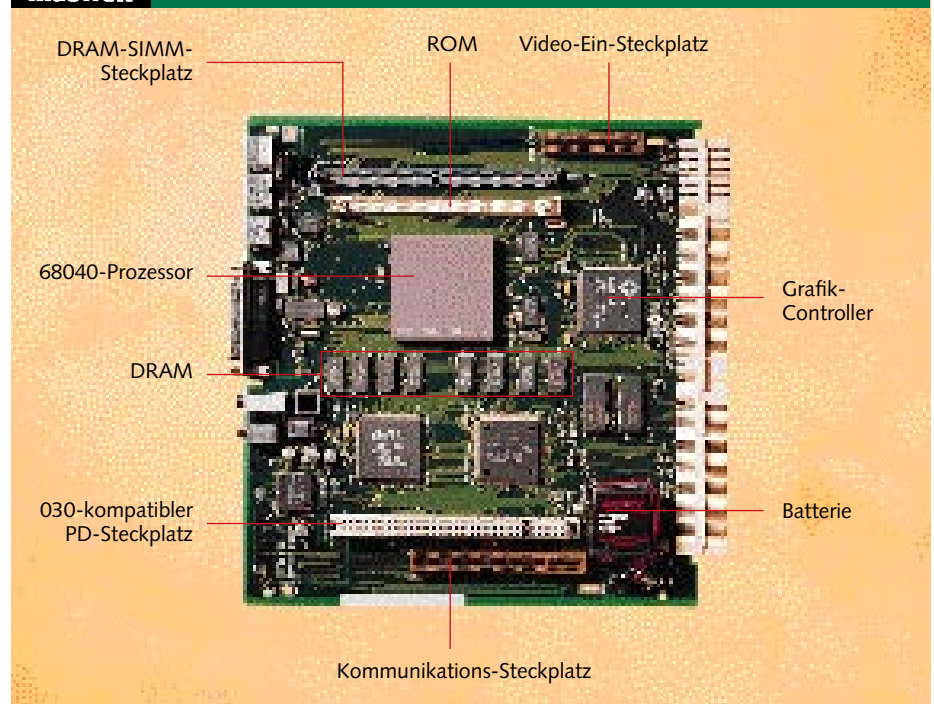 DRAM-SIMM-
Steckplatz
ROM
Video-Ein-Steckplatz
68040-Prozessor
Grafik-
Controller
DRAM
030-kompatibler
PD-Steckplatz
Batterie
Kommunikations-Steckplatz